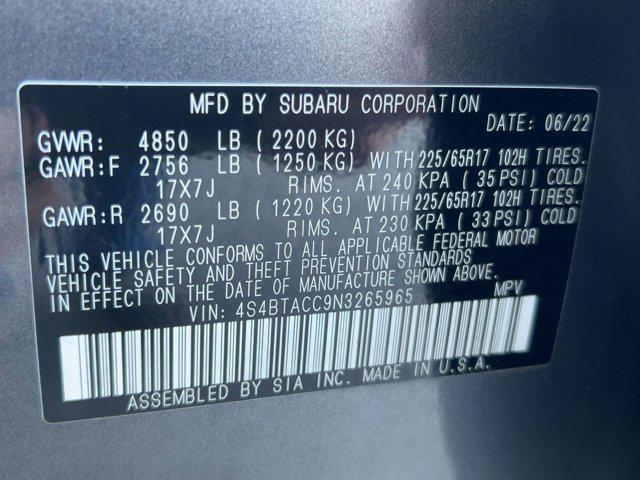 MFD BY SUBARU CORPORATION
DATE: 06/22
GVWR: 4850 LB ( 2200 KG)
GAWR:F 2756 LB ( 1250 KG) WITH 225/65R17 102H TIRES.
17X7J RIMS. AT 240 KPA ( 35 PSI) COLD
GAWR:R 2690 LB ( 1220 KG) WITH 225/65R17 102H TIRES.
17X7J RIMS. AT 230 KPA ( 33 PSI) COLD
THIS VEHICLE CONFORMS TO ALL APPLICABLE FEDERAL MOTOR
VEHICLE SAFETY AND THEFT PREVENTION STANDARDS
IN EFFECT ON THE DATE OF MANUFACTURE SHOWN ABOVE.
VIN: 4S4BTACC9N3265965 MPV
ASSEMBLED BY SIA INC. MADE IN U.S.A.